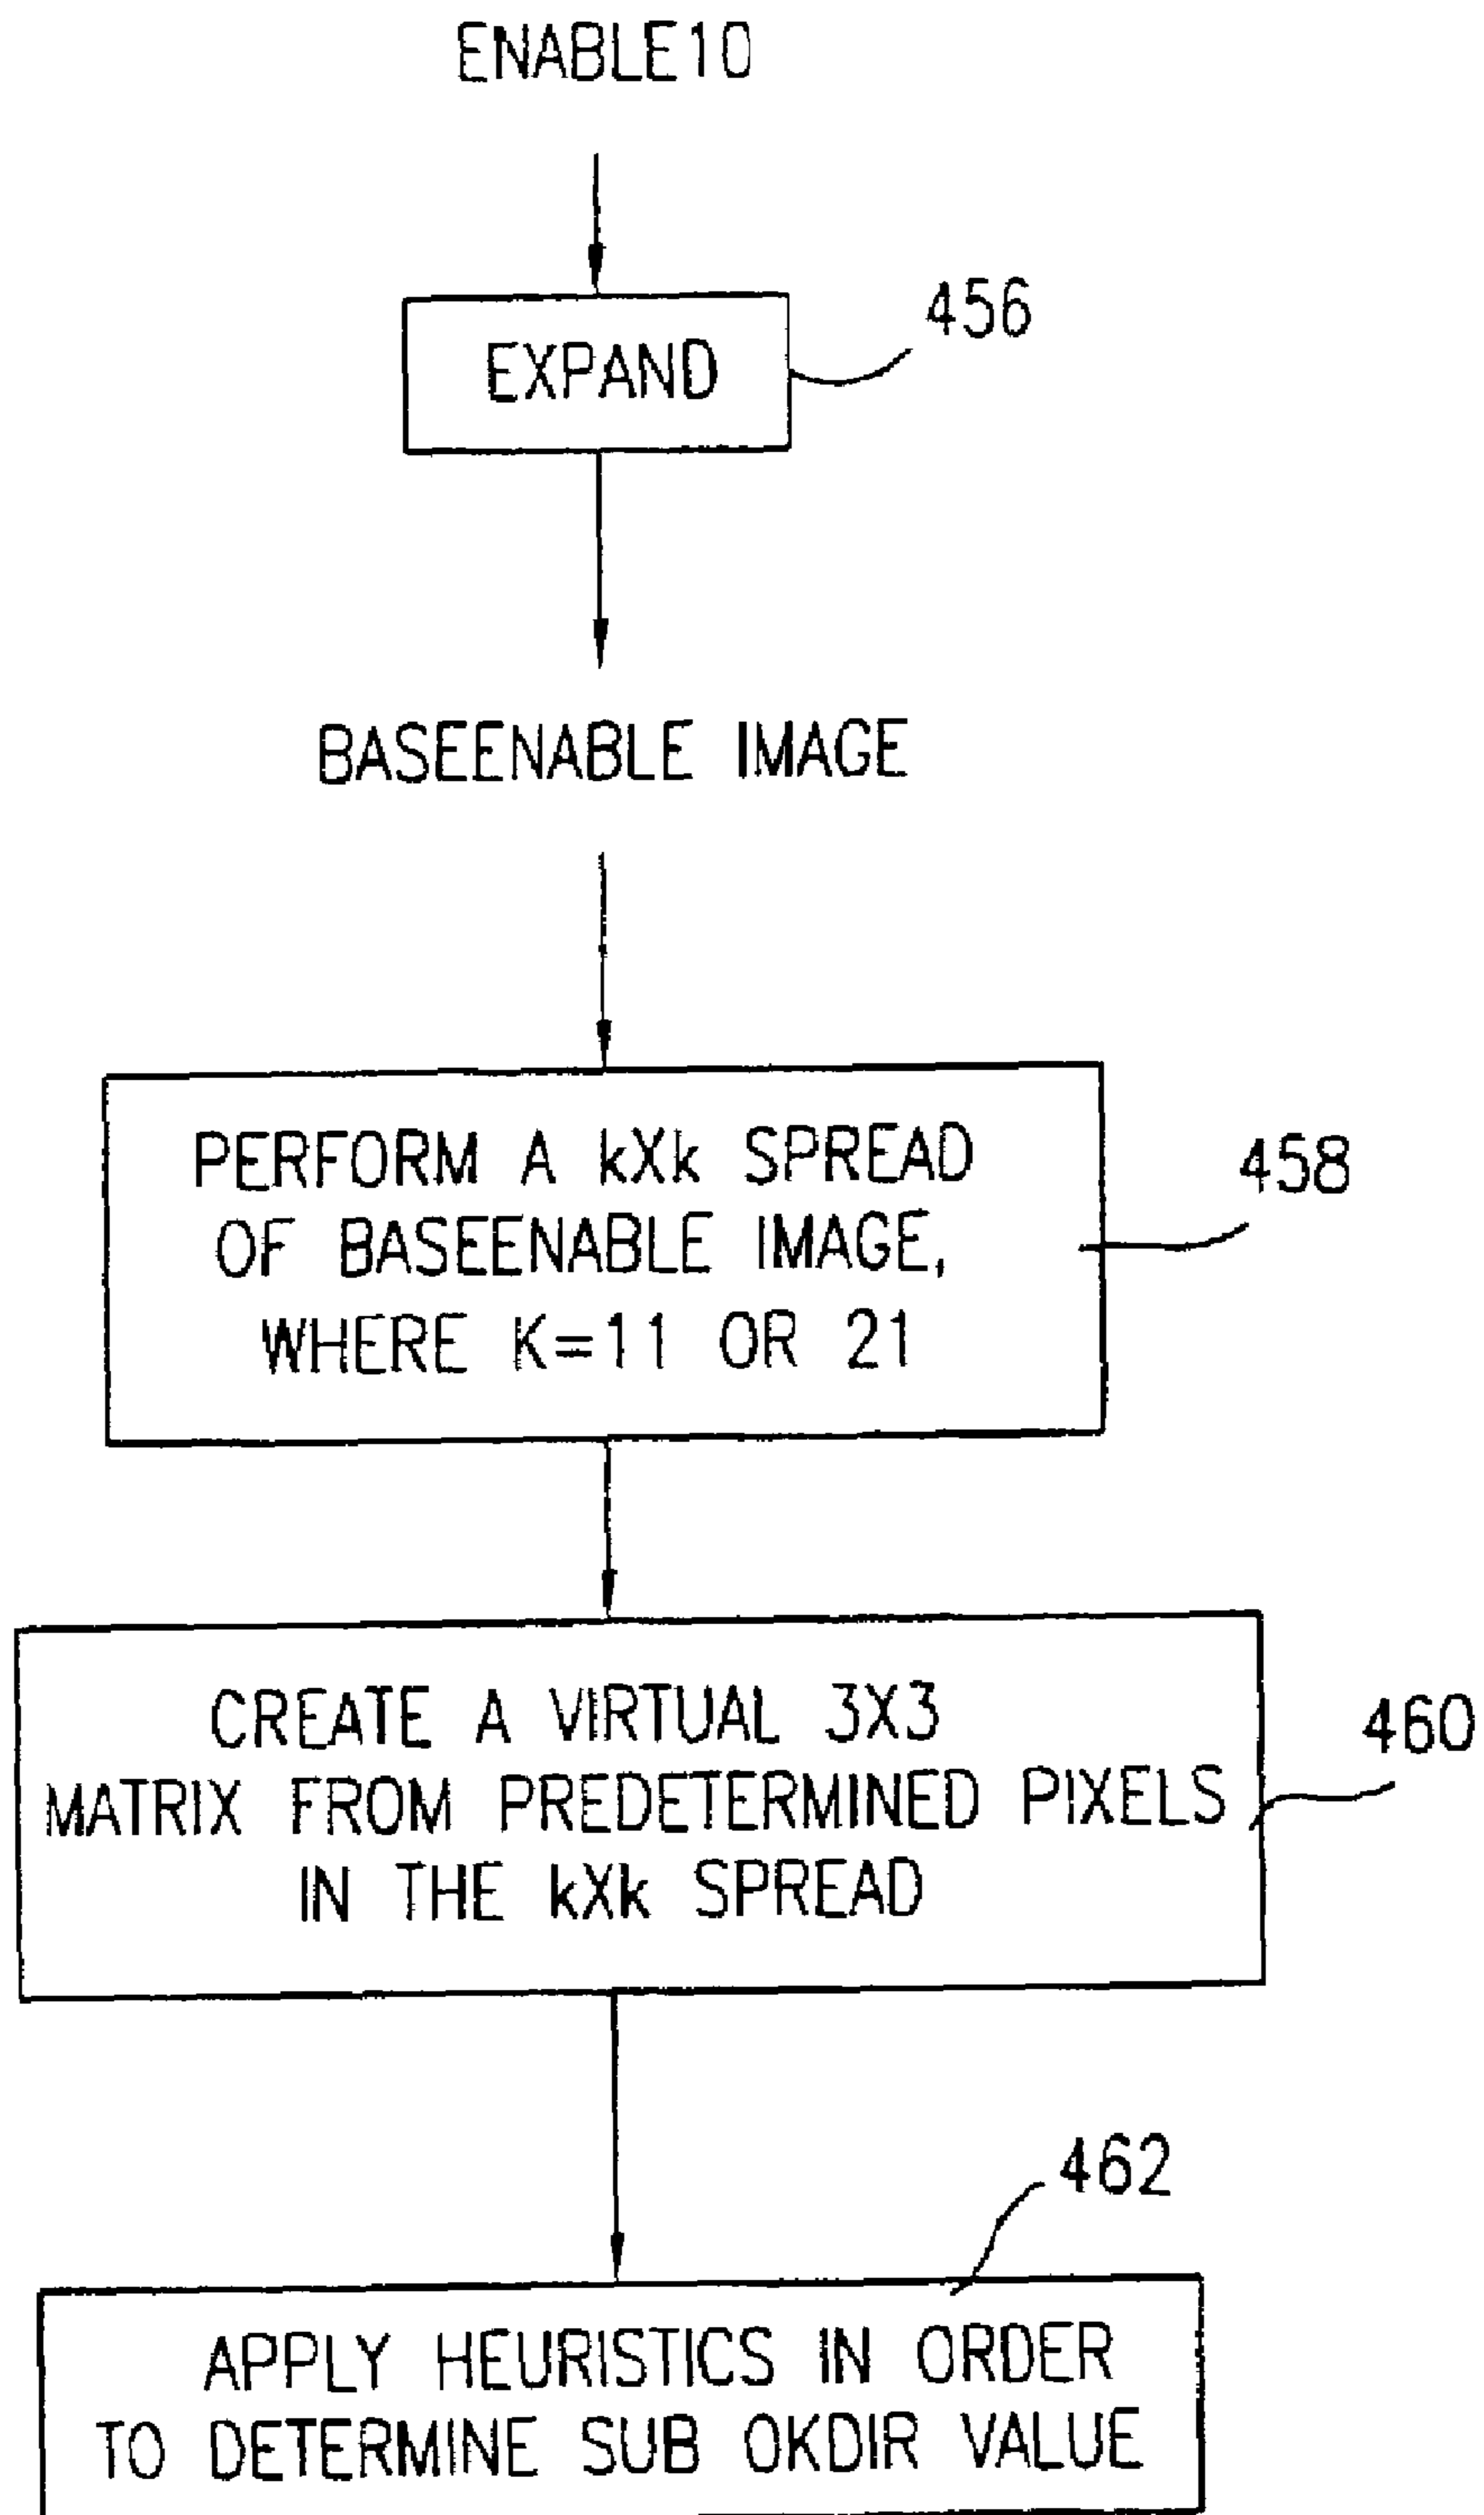 ENABLE10
456
EXPAND
BASEENABLE IMAGE
PERFORM A kXk SPREAD
OF BASEENABLE IMAGE,
WHERE K=11 OR 21
458
CREATE A VIRTUAL 3X3
MATRIX FROM PREDETERMINED PIXELS
IN THE kXk SPREAD
460
462
APPLY HEURISTICS IN ORDER
TO DETERMINE SUB OKDIR VALUE